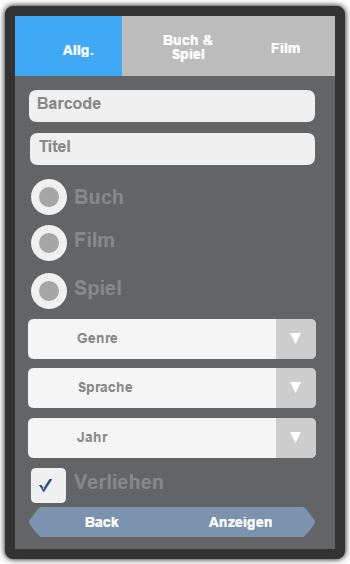 Allg.
Buch &
Spiel
Film
Barcode
Titel
Buch
Film
Spiel
Genre
Sprache
Jahr
Verliehen
Back
Anzeigen